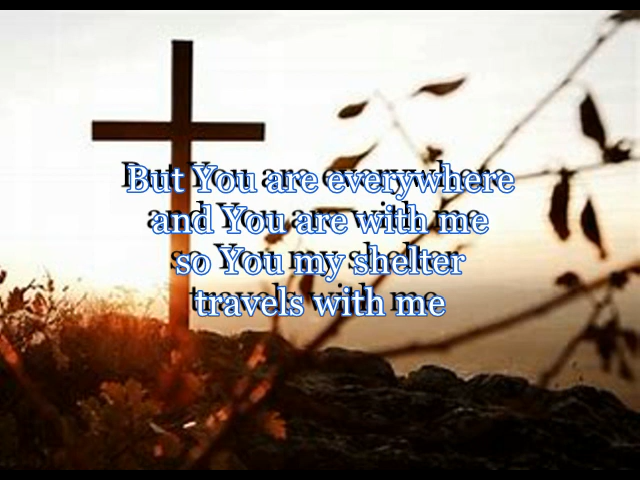 But You are everywhere
and You are with me
so You my shelter
travels with me